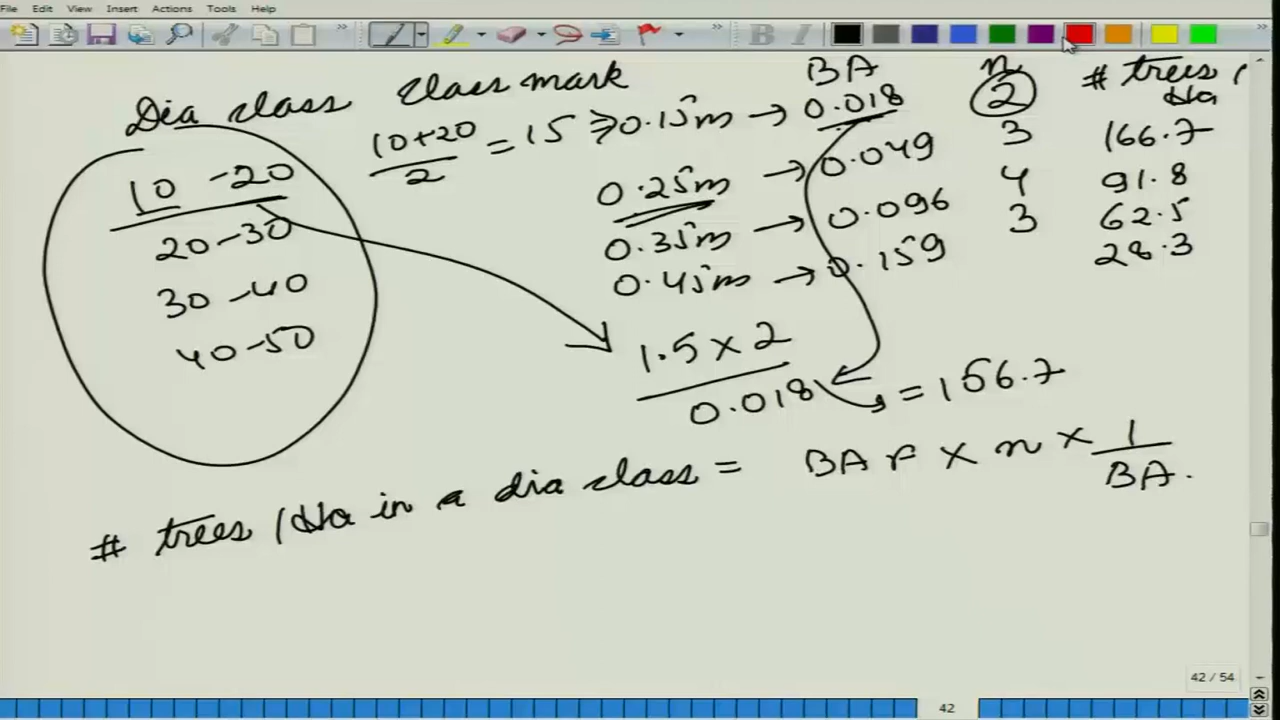 File Edit View Insert Actions Tools Help
Dia class class mark BA n # trees /
Ha
10 - 20 10+20/2 = 15 ⇒ 0.15m → 0.018 2 166.7
20-30 0.25m → 0.049 3 91.8
30-40 0.35m → 0.096 4 62.5
40-50 0.45m → 0.159 3 28.3
1.5 × 2 / 0.018 = 166.7
# trees / Ha in a dia class = BAF × n × 1/BA.
42 / 54
42